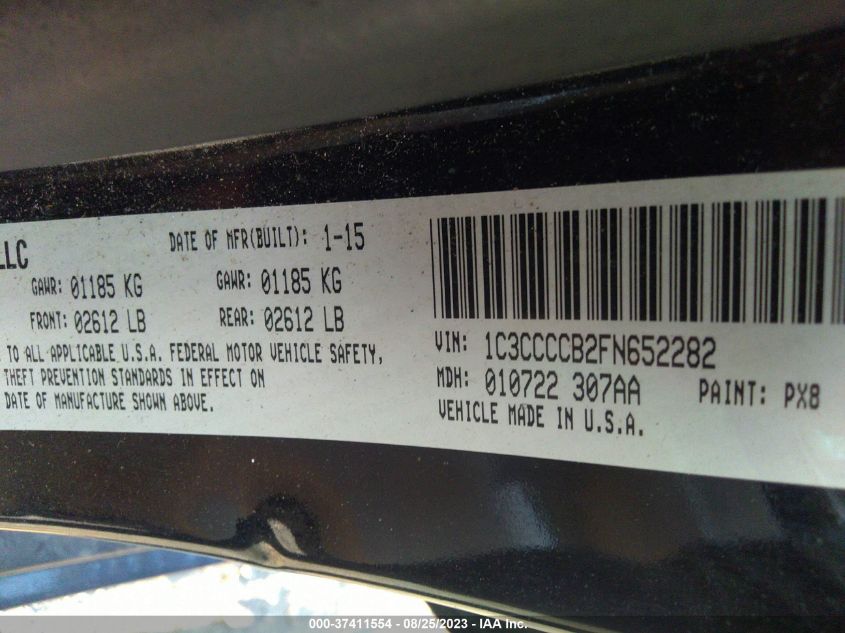 LLC
DATE OF MFR(BUILT): 1-15
GAWR: 01185 KG
GAWR: 01185 KG
FRONT: 02612 LB
REAR: 02612 LB
TO ALL APPLICABLE U.S.A. FEDERAL MOTOR VEHICLE SAFETY,
THEFT PREVENTION STANDARDS IN EFFECT ON
DATE OF MANUFACTURE SHOWN ABOVE.
VIN: 1C3CCCCB2FN652282
MDH: 010722 307AA PAINT: PX8
VEHICLE MADE IN U.S.A.
000-37411554 - 08/25/2023 - IAA Inc.